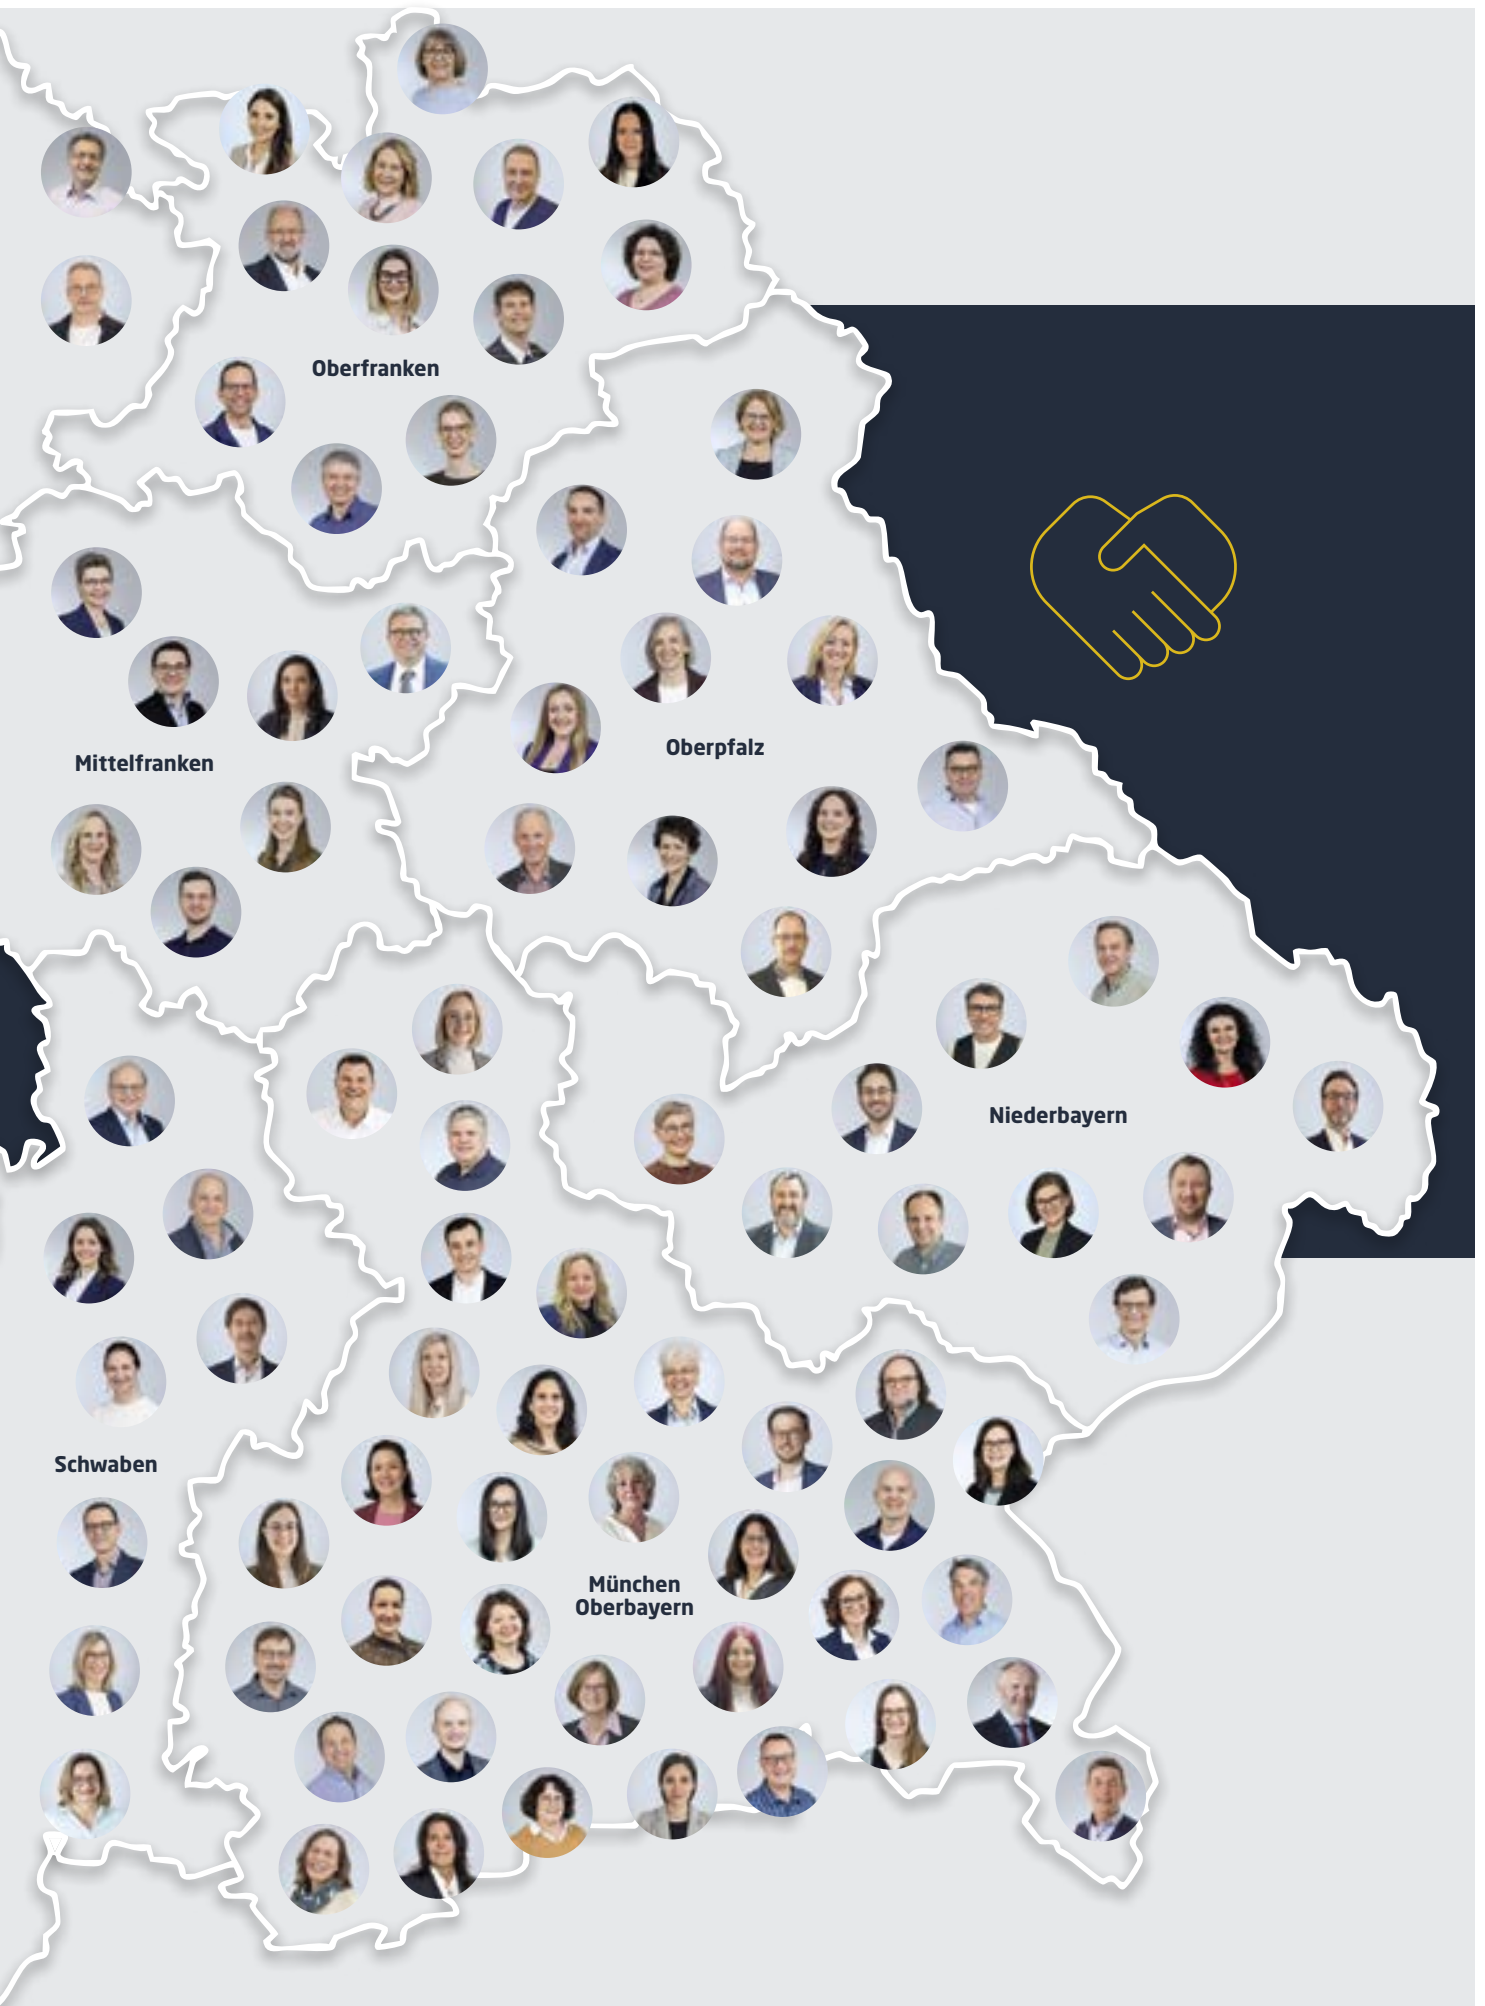 Oberfranken
Mittelfranken
Oberpfalz
Niederbayern
Schwaben
München
Oberbayern